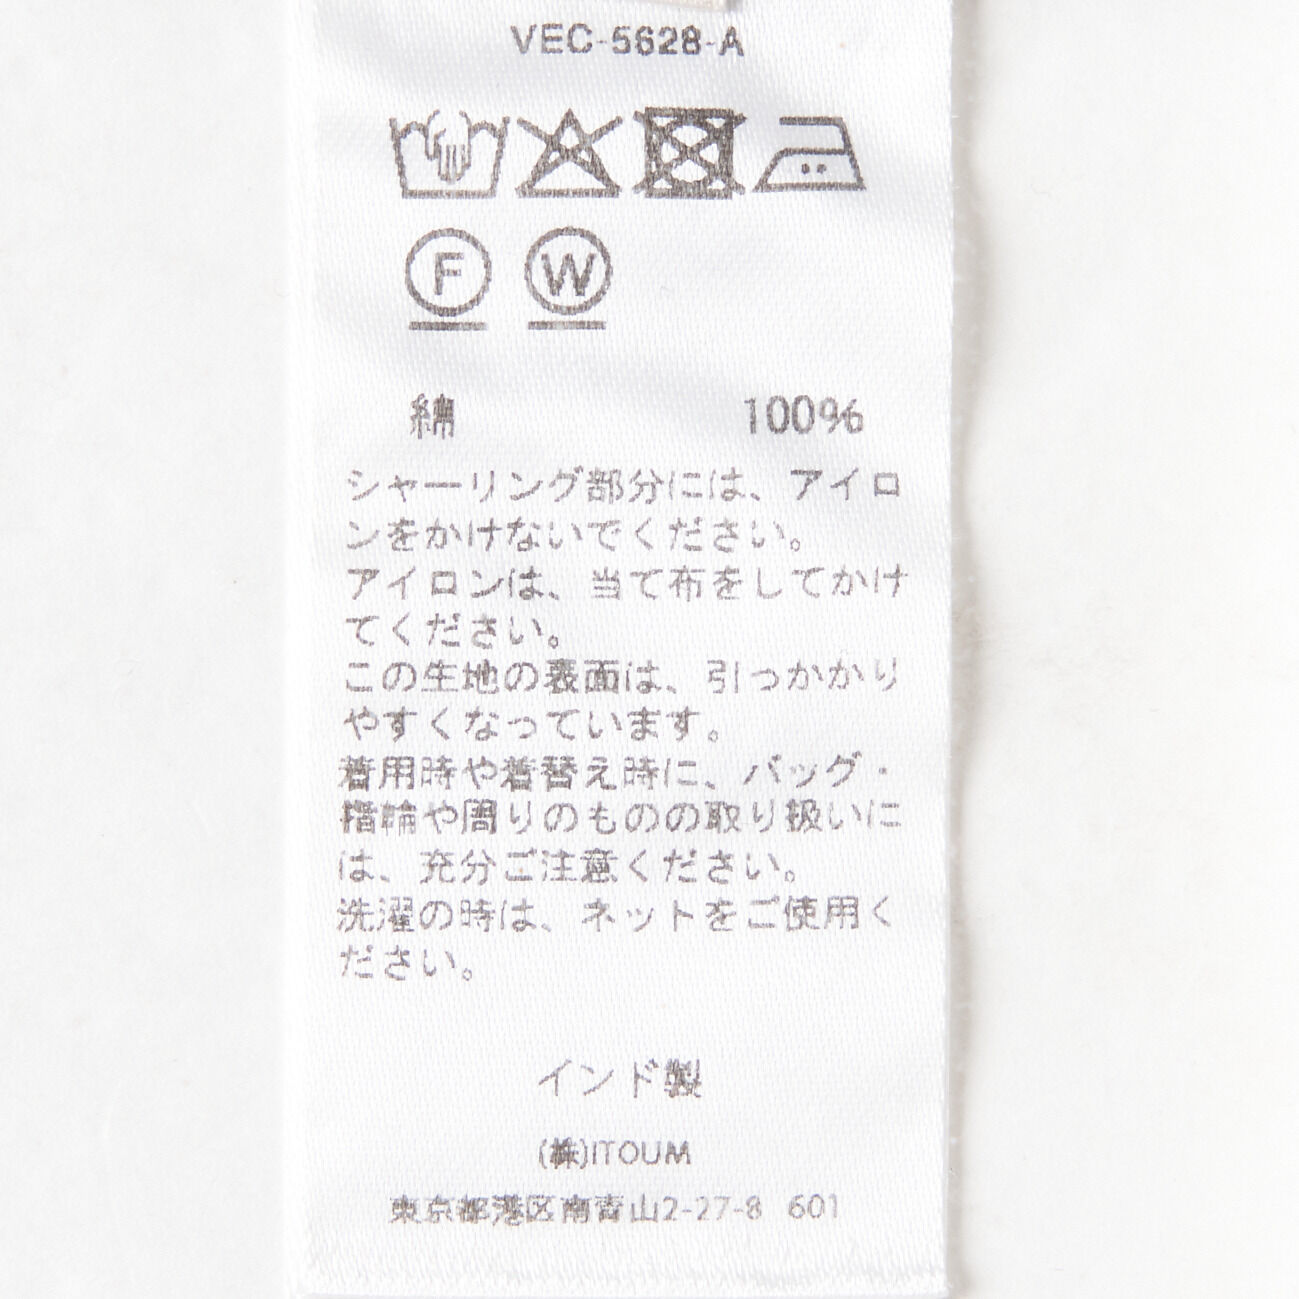 VEC-5628-A
F W
綿 100%
シャーリング部分には、アイロ
ンをかけないでください。
アイロンは、当て布をしてかけ
てください。
この生地の表面は、引っかかり
やすくなっています。
着用時や着替え時に、バッグ・
指輪や周りのものの取り扱いに
は、充分ご注意ください。
洗濯の時は、ネットをご使用く
ださい。
インド製
(株)ITOUM
東京都港区南青山2-27-8 601